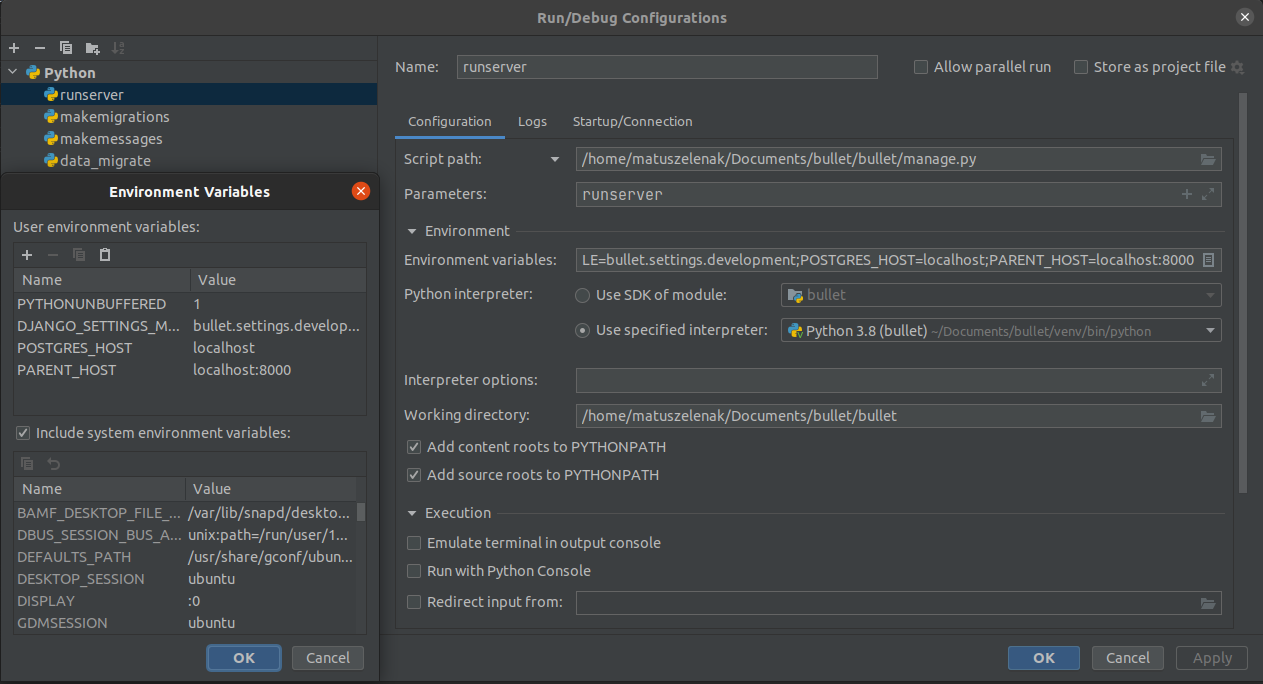 Run/Debug Configurations
Python
runserver
makemigrations
makemessages
data_migrate
Environment Variables
User environment variables:
Name Value
PYTHONUNBUFFERED 1
DJANGO_SETTINGS_M... bullet.settings.develop...
POSTGRES_HOST localhost
PARENT_HOST localhost:8000
Include system environment variables:
Name Value
BAMF_DESKTOP_FILE_... /var/lib/snapd/deskto...
DBUS_SESSION_BUS_A... unix:path=/run/user/1...
DEFAULTS_PATH /usr/share/gconf/ubun...
DESKTOP_SESSION ubuntu
DISPLAY :0
GDMSESSION ubuntu
OK Cancel
Name: runserver Allow parallel run Store as project file
Configuration Logs Startup/Connection
Script path: /home/matuszelenak/Documents/bullet/bullet/manage.py
Parameters: runserver
Environment
Environment variables: LE=bullet.settings.development;POSTGRES_HOST=localhost;PARENT_HOST=localhost:8000
Python interpreter: Use SDK of module: bullet
Use specified interpreter: Python 3.8 (bullet) ~/Documents/bullet/venv/bin/python
Interpreter options:
Working directory: /home/matuszelenak/Documents/bullet/bullet
Add content roots to PYTHONPATH
Add source roots to PYTHONPATH
Execution
Emulate terminal in output console
Run with Python Console
Redirect input from:
OK Cancel Apply